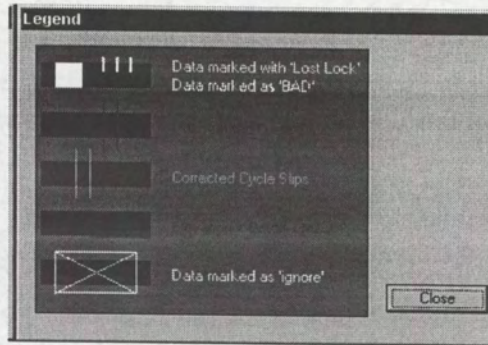 Legend
Data marked with 'Lost Lock'
Data marked as 'BAD'
Corrected Cycle Slips
Data marked as 'ignore'
Close